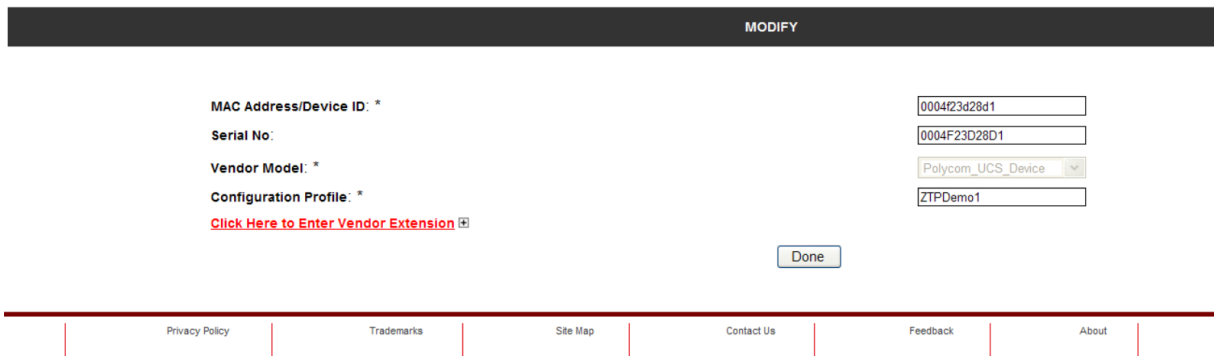 MODIFY
MAC Address/Device ID: * 0004f23d28d1
Serial No: 0004F23D28D1
Vendor Model: * Polycom_UCS_Device
Configuration Profile: * ZTPDemo1
Click Here to Enter Vendor Extension
Done
Privacy Policy Trademarks Site Map Contact Us Feedback About